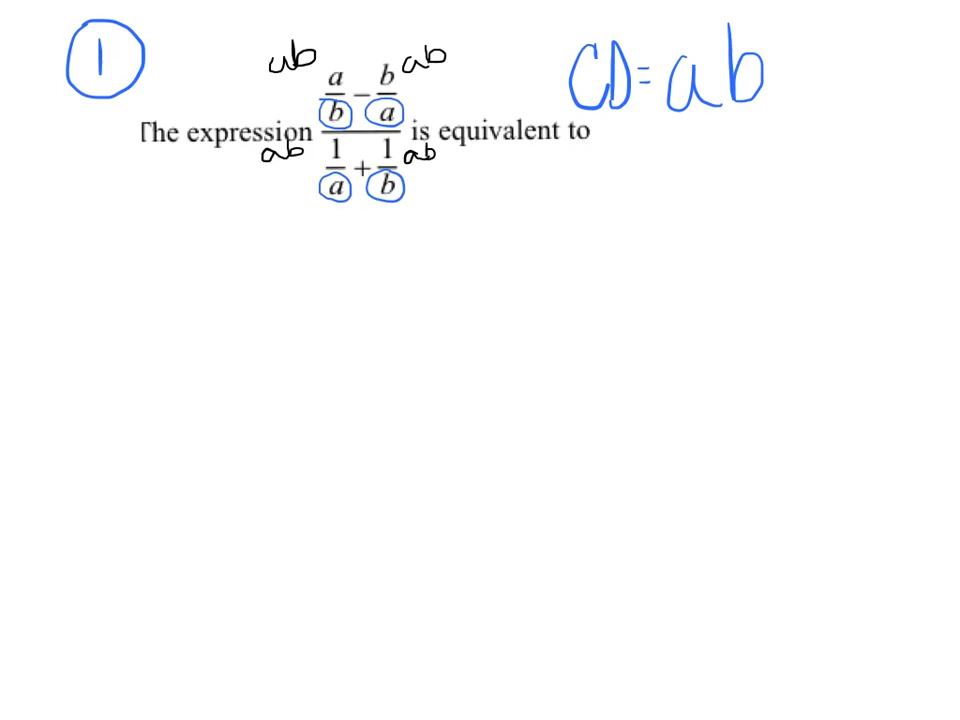 1
ab ab
CD = ab
a/b − b/a
The expression is equivalent to
ab ab
1/a + 1/b